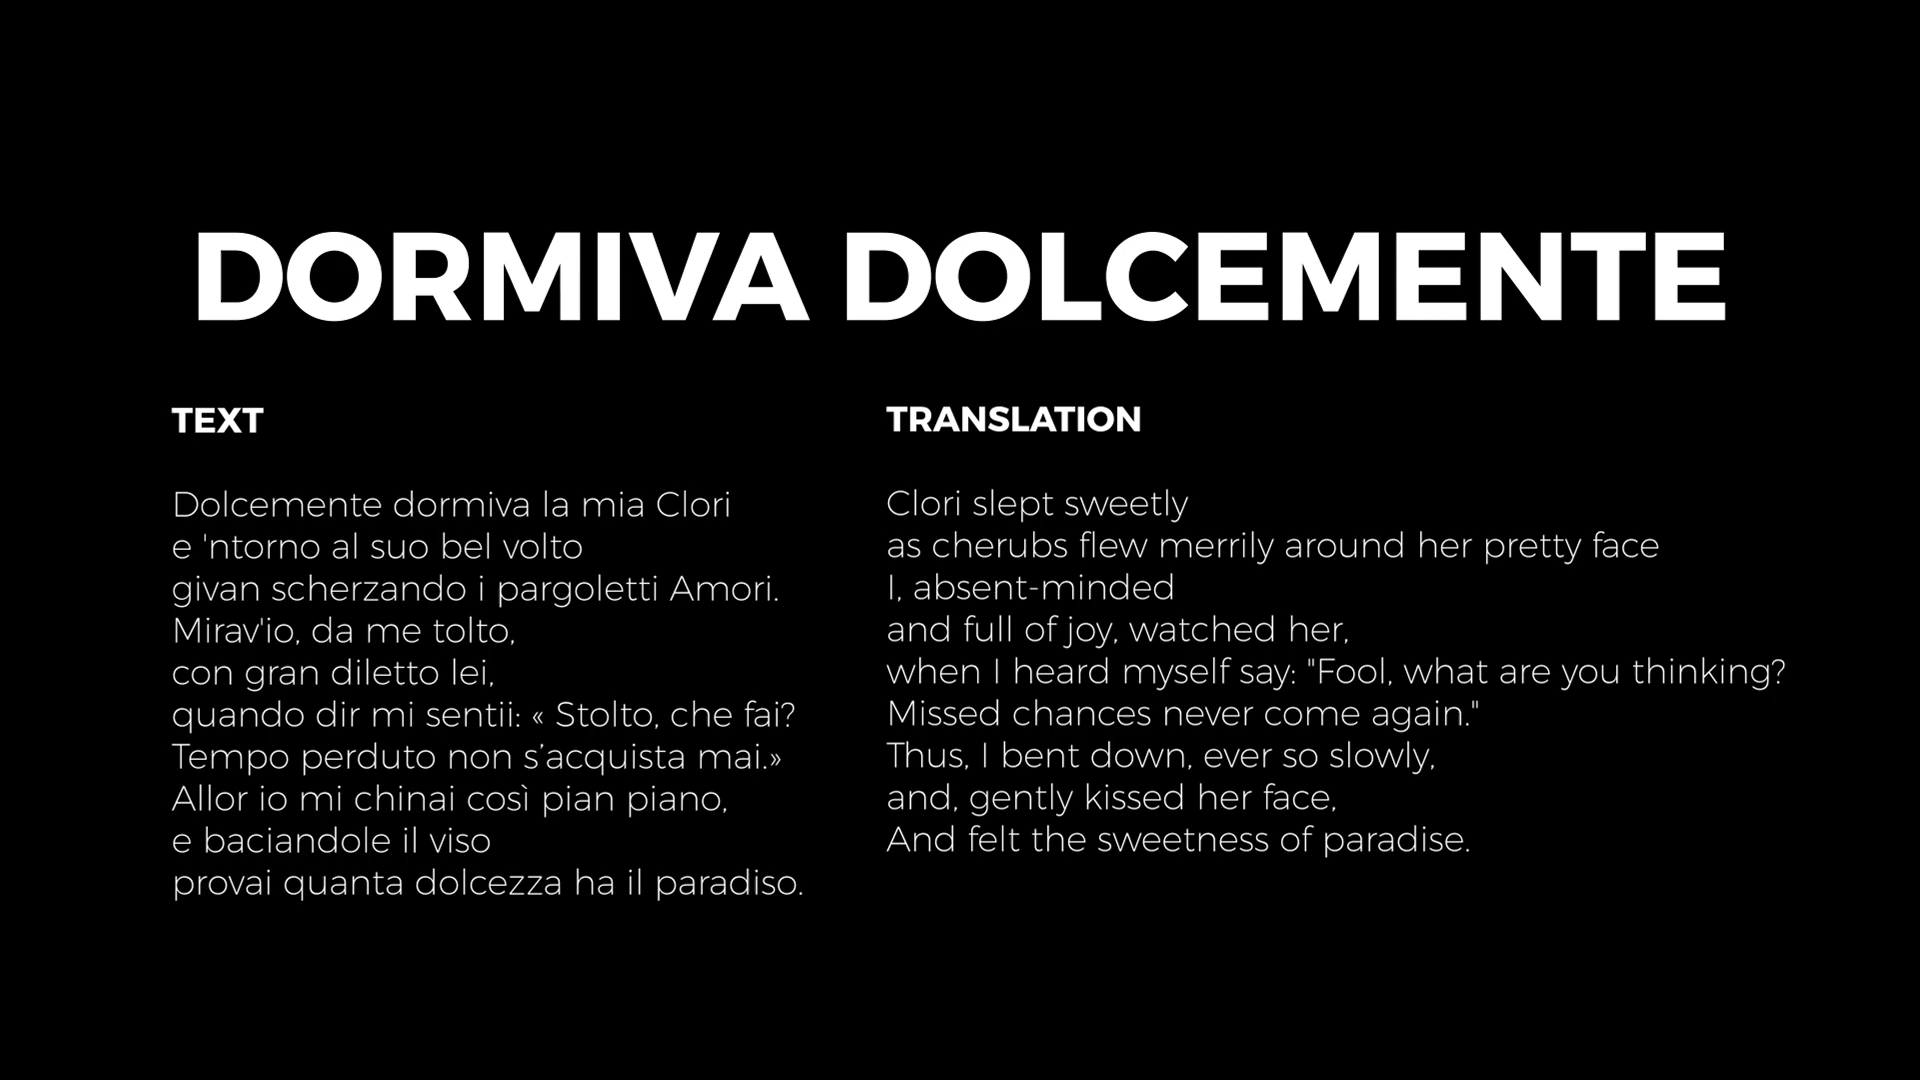 DORMIVA DOLCEMENTE
TEXT
Dolcemente dormiva la mia Clori
e 'ntorno al suo bel volto
givan scherzando i pargoletti Amori.
Mirav'io, da me tolto,
con gran diletto lei,
quando dir mi sentii: « Stolto, che fai?
Tempo perduto non s’acquista mai.»
Allor io mi chinai così pian piano,
e baciandole il viso
provai quanta dolcezza ha il paradiso.
TRANSLATION
Clori slept sweetly
as cherubs flew merrily around her pretty face
I, absent-minded
and full of joy, watched her,
when I heard myself say: "Fool, what are you thinking?
Missed chances never come again."
Thus, I bent down, ever so slowly,
and, gently kissed her face,
And felt the sweetness of paradise.